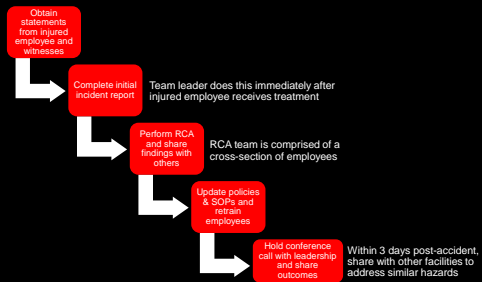 Obtain
statements
from injured
employee and
witnesses
Complete initial
incident report
Team leader does this immediately after
injured employee receives treatment
Perform RCA
and share
findings with
others
RCA team is comprised of a
cross-section of employees
Update policies
& SOPs and
retrain
employees
Hold conference
call with leadership
and share
outcomes
Within 3 days post-accident,
share with other facilities to
address similar hazards